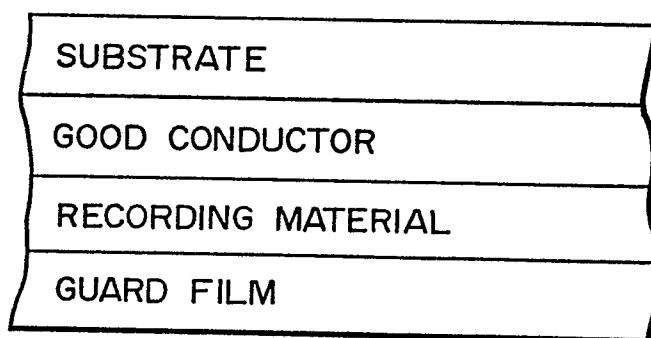 SUBSTRATE
GOOD CONDUCTOR
RECORDING MATERIAL
GUARD FILM